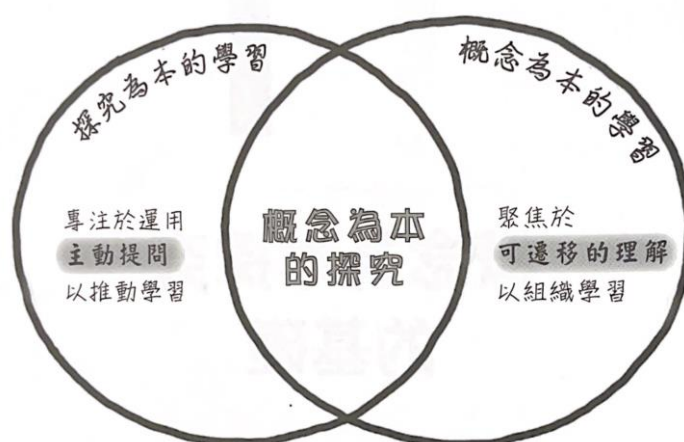 探究為本的學習
專注於運用
主動提問
以推動學習
概念為本
的探究
概念為本的學習
聚焦於
可遷移的理解
以組織學習